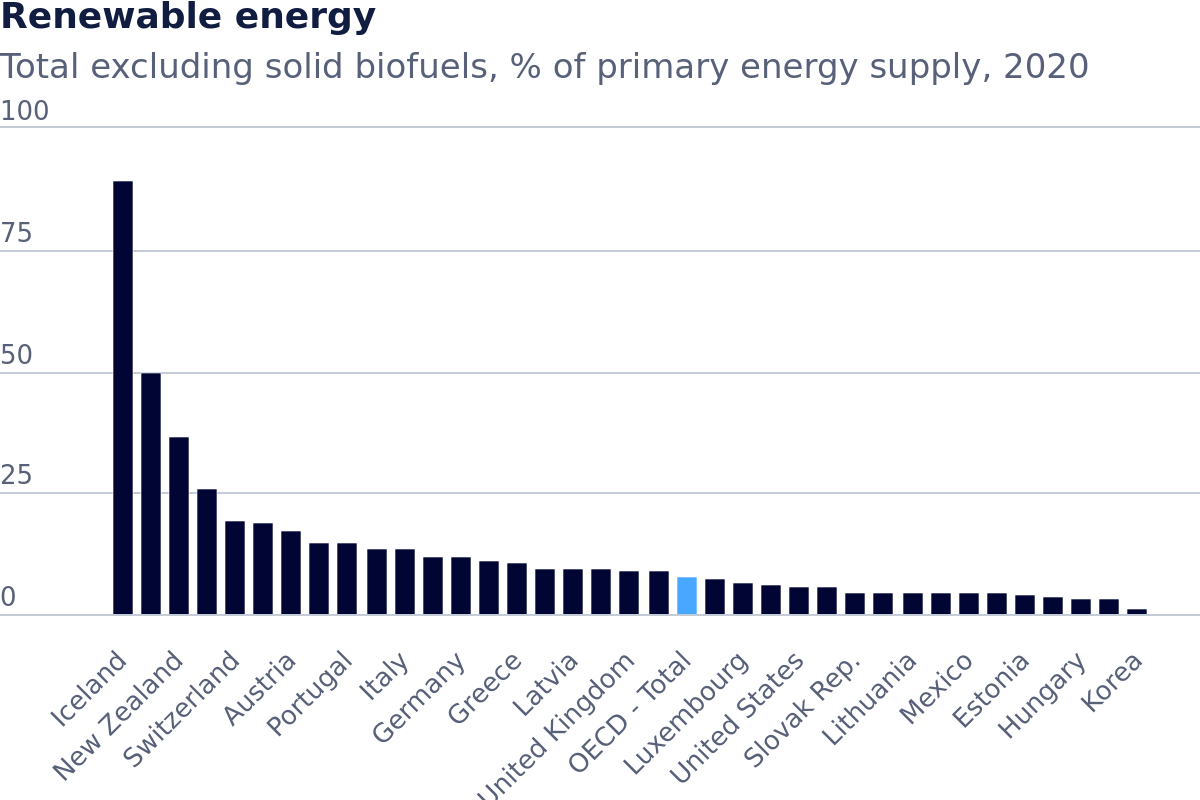 Renewable energy
Total excluding solid biofuels, % of primary energy supply, 2020
100
75
50
25
0
Iceland
New Zealand
Switzerland
Austria
Portugal
Italy
Germany
Greece
Latvia
United Kingdom
OECD - Total
Luxembourg
United States
Slovak Rep.
Lithuania
Mexico
Estonia
Hungary
Korea